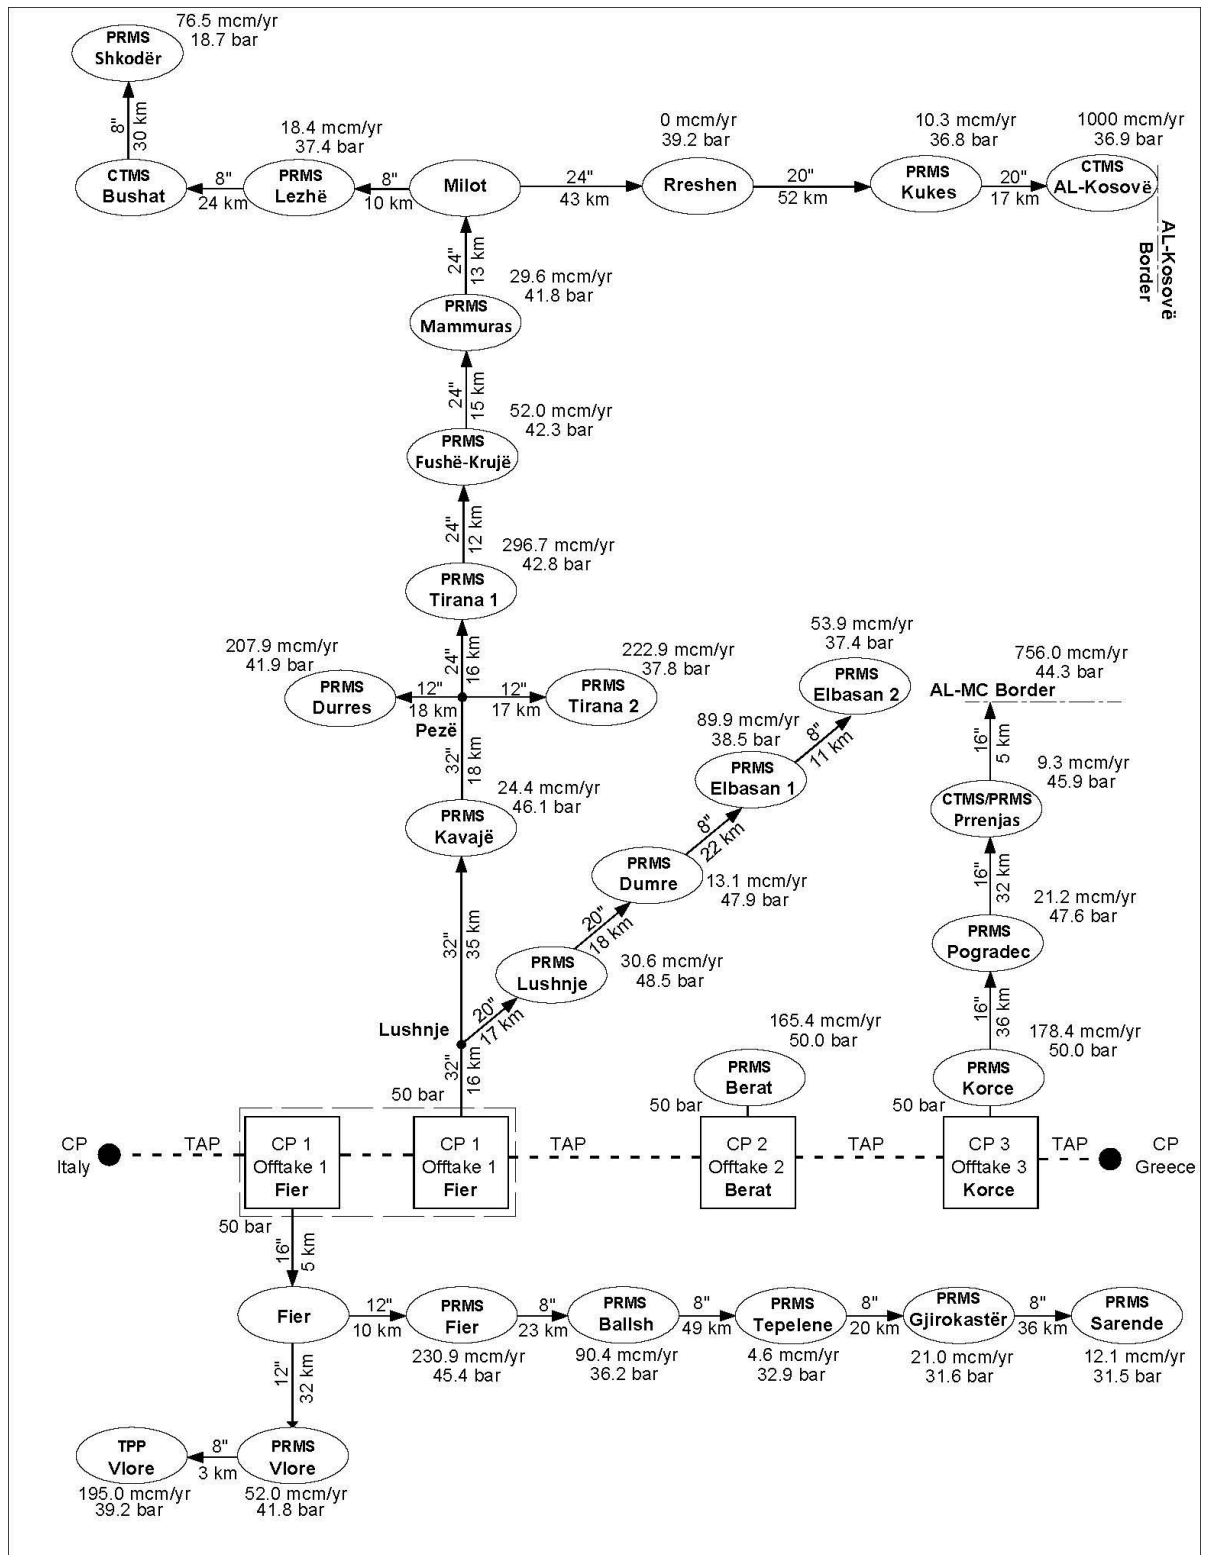 76.5 mcm/yr
18.7 bar
PRMS
Shkodër
8"
30 km
18.4 mcm/yr
37.4 bar
0 mcm/yr
39.2 bar
10.3 mcm/yr
36.8 bar
1000 mcm/yr
36.9 bar
CTMS
Bushat
8"
24 km
PRMS
Lezhë
8"
10 km
Milot
24"
43 km
Rreshen
20"
52 km
PRMS
Kukes
20"
17 km
CTMS
AL-Kosovë
AL-Kosovë
Border
24"
13 km
29.6 mcm/yr
41.8 bar
PRMS
Mammuras
24"
15 km
52.0 mcm/yr
42.3 bar
PRMS
Fushë-Krujë
24"
12 km
296.7 mcm/yr
42.8 bar
PRMS
Tirana 1
24"
16 km
207.9 mcm/yr
41.9 bar
PRMS
Durres
12"
18 km
Pezë
12"
17 km
222.9 mcm/yr
37.8 bar
PRMS
Tirana 2
53.9 mcm/yr
37.4 bar
PRMS
Elbasan 2
756.0 mcm/yr
44.3 bar
AL-MC Border
32"
18 km
24.4 mcm/yr
46.1 bar
PRMS
Kavajë
89.9 mcm/yr
38.5 bar
PRMS
Elbasan 1
8"
11 km
16"
5 km
9.3 mcm/yr
45.9 bar
CTMS/PRMS
Prrenjas
8"
22 km
PRMS
Dumre
13.1 mcm/yr
47.9 bar
16"
32 km
21.2 mcm/yr
47.6 bar
PRMS
Pogradec
32"
35 km
20"
18 km
PRMS
Lushnje
30.6 mcm/yr
48.5 bar
20"
17 km
Lushnje
16"
36 km
165.4 mcm/yr
50.0 bar
178.4 mcm/yr
50.0 bar
32"
16 km
50 bar
PRMS
Berat
50 bar
PRMS
Korce
50 bar
CP
Italy
TAP
CP 1
Offtake 1
Fier
CP 1
Offtake 1
Fier
TAP
CP 2
Offtake 2
Berat
TAP
CP 3
Offtake 3
Korce
TAP
CP
Greece
50 bar
16"
5 km
Fier
12"
10 km
PRMS
Fier
8"
23 km
PRMS
Ballsh
8"
49 km
PRMS
Tepelene
8"
20 km
PRMS
Gjirokastër
8"
36 km
PRMS
Sarende
230.9 mcm/yr
45.4 bar
90.4 mcm/yr
36.2 bar
4.6 mcm/yr
32.9 bar
21.0 mcm/yr
31.6 bar
12.1 mcm/yr
31.5 bar
12"
32 km
TPP
Vlore
8"
3 km
PRMS
Vlore
195.0 mcm/yr
39.2 bar
52.0 mcm/yr
41.8 bar